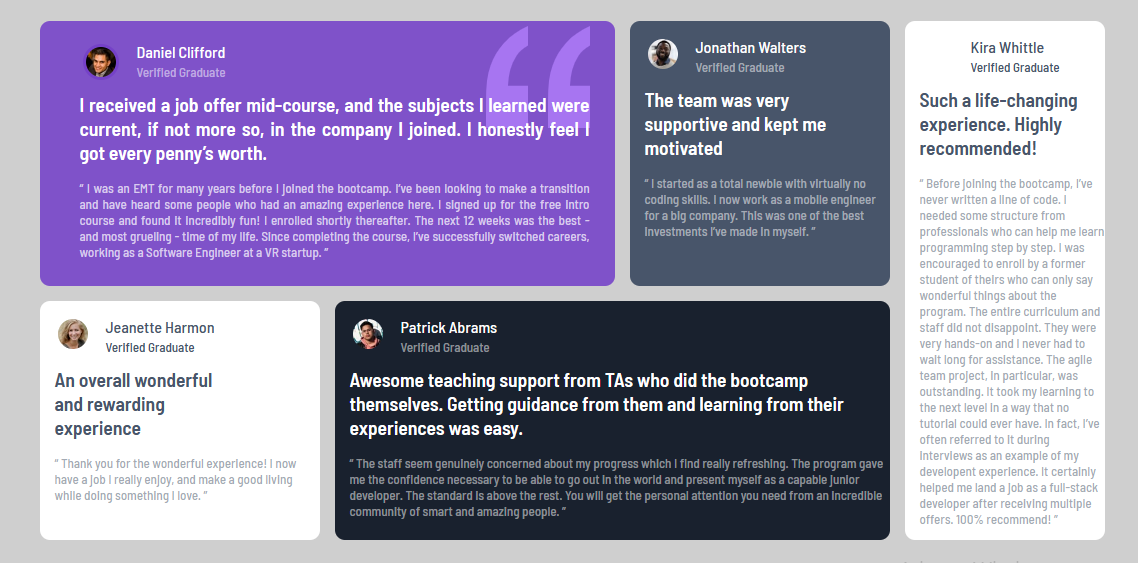 Daniel Clifford
Verified Graduate
I received a job offer mid-course, and the subjects I learned were
current, if not more so, in the company I joined. I honestly feel I
got every penny’s worth.
“ I was an EMT for many years before I joined the bootcamp. I’ve been looking to make a transition
and have heard some people who had an amazing experience here. I signed up for the free intro
course and found it incredibly fun! I enrolled shortly thereafter. The next 12 weeks was the best -
and most grueling - time of my life. Since completing the course, I’ve successfully switched careers,
working as a Software Engineer at a VR startup. ”
Jonathan Walters
Verified Graduate
The team was very
supportive and kept me
motivated
“ I started as a total newbie with virtually no
coding skills. I now work as a mobile engineer
for a big company. This was one of the best
investments I’ve made in myself. ”
Kira Whittle
Verified Graduate
Such a life-changing
experience. Highly
recommended!
“ Before joining the bootcamp, I’ve
never written a line of code. I
needed some structure from
professionals who can help me learn
programming step by step. I was
encouraged to enroll by a former
student of theirs who can only say
wonderful things about the
program. The entire curriculum and
staff did not disappoint. They were
very hands-on and I never had to
wait long for assistance. The agile
team project, in particular, was
outstanding. It took my learning to
the next level in a way that no
tutorial could ever have. In fact, I’ve
often referred to it during
interviews as an example of my
developent experience. It certainly
helped me land a job as a full-stack
developer after receiving multiple
offers. 100% recommend! ”
Jeanette Harmon
Verified Graduate
An overall wonderful
and rewarding
experience
“ Thank you for the wonderful experience! I now
have a job I really enjoy, and make a good living
while doing something I love. ”
Patrick Abrams
Verified Graduate
Awesome teaching support from TAs who did the bootcamp
themselves. Getting guidance from them and learning from their
experiences was easy.
“ The staff seem genuinely concerned about my progress which I find really refreshing. The program gave
me the confidence necessary to be able to go out in the world and present myself as a capable junior
developer. The standard is above the rest. You will get the personal attention you need from an incredible
community of smart and amazing people. ”